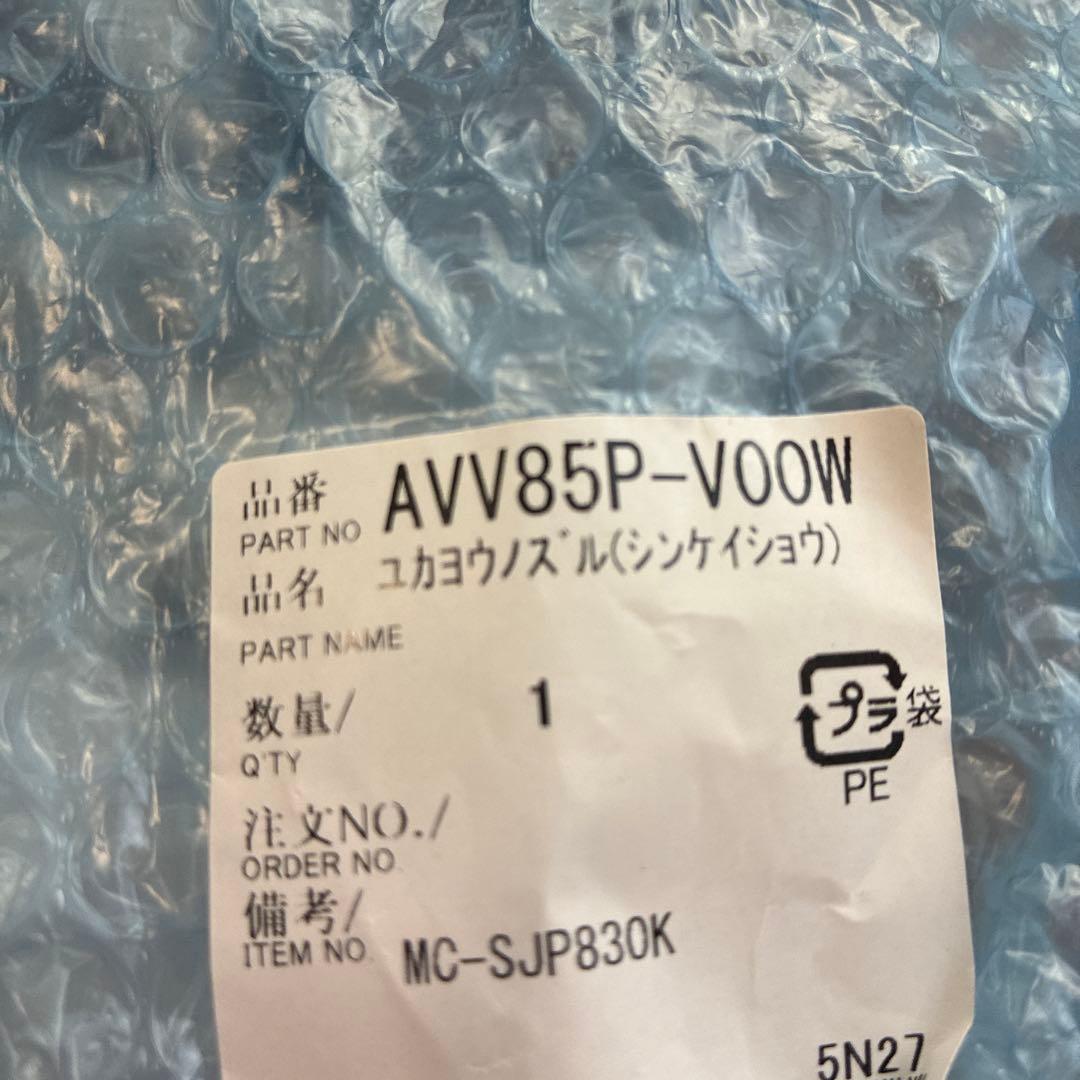 品番 AVV85P-V00W
PART NO
品名 ユカヨウノズル(シンケイショウ)
PART NAME
数量/ 1
Q'TY
プラ 袋
PE
注文NO./
ORDER NO.
備考/
ITEM NO. MC-SJP830K
5N27